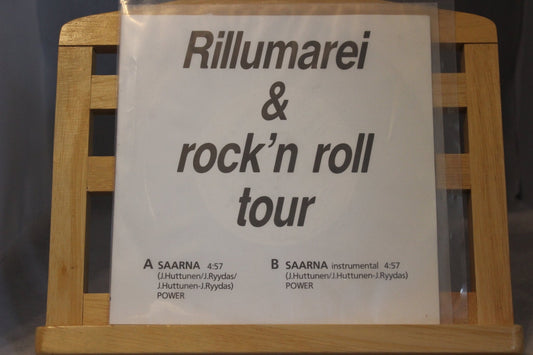 Rillumarei
&
rock'n roll
tour
A SAARNA 4:57
(J.Huttunen/J.Ryydas/
J.Huttunen-J.Ryydas)
POWER
B SAARNA instrumental 4:57
(J.Huttunen/J.Huttunen-J.Ryydas)
POWER